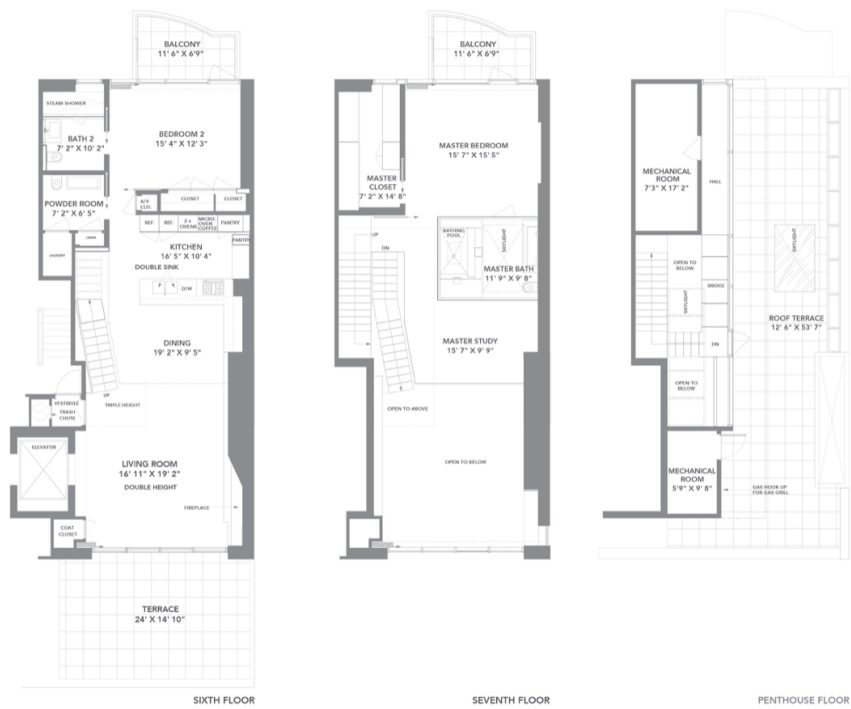 BALCONY
11' 6" X 6'9"
STEAM SHOWER
BATH 2
7' 2" X 10' 2"
BEDROOM 2
15' 4" X 12' 3"
POWDER ROOM
7' 2" X 6' 5"
A/V
CLO.
CLOSET
CLOSET
REF.
REF.
2 x
OVENS
MICRO.
OVEN
COFFEE
PANTRY
PANTRY
LINEN
LAUNDRY
KITCHEN
16' 5" X 10' 4"
DOUBLE SINK
D/W
DINING
19' 2" X 9' 5"
UP
TRIPLE HEIGHT
VESTIBULE
TRASH
CHUTE
ELEVATOR
LIVING ROOM
16' 11" X 19' 2"
DOUBLE HEIGHT
FIREPLACE
COAT
CLOSET
TERRACE
24' X 14' 10"
SIXTH FLOOR
BALCONY
11' 6" X 6'9"
MASTER BEDROOM
15' 7" X 15' 5"
MASTER
CLOSET
7' 2" X 14' 8"
UP
DN
BATHING
POOL
SKYLIGHT
MASTER BATH
11' 9" X 9' 8"
MASTER STUDY
15' 7" X 9' 9"
OPEN TO ABOVE
OPEN TO BELOW
SEVENTH FLOOR
MECHANICAL
ROOM
7'3" X 17' 2"
HALL
OPEN TO
BELOW
SKYLIGHT
BRIDGE
SKYLIGHT
DN
OPEN TO
BELOW
ROOF TERRACE
12' 6" X 53' 7"
MECHANICAL
ROOM
5'9" X 9' 8"
GAS HOOK UP
FOR GAS GRILL
PENTHOUSE FLOOR